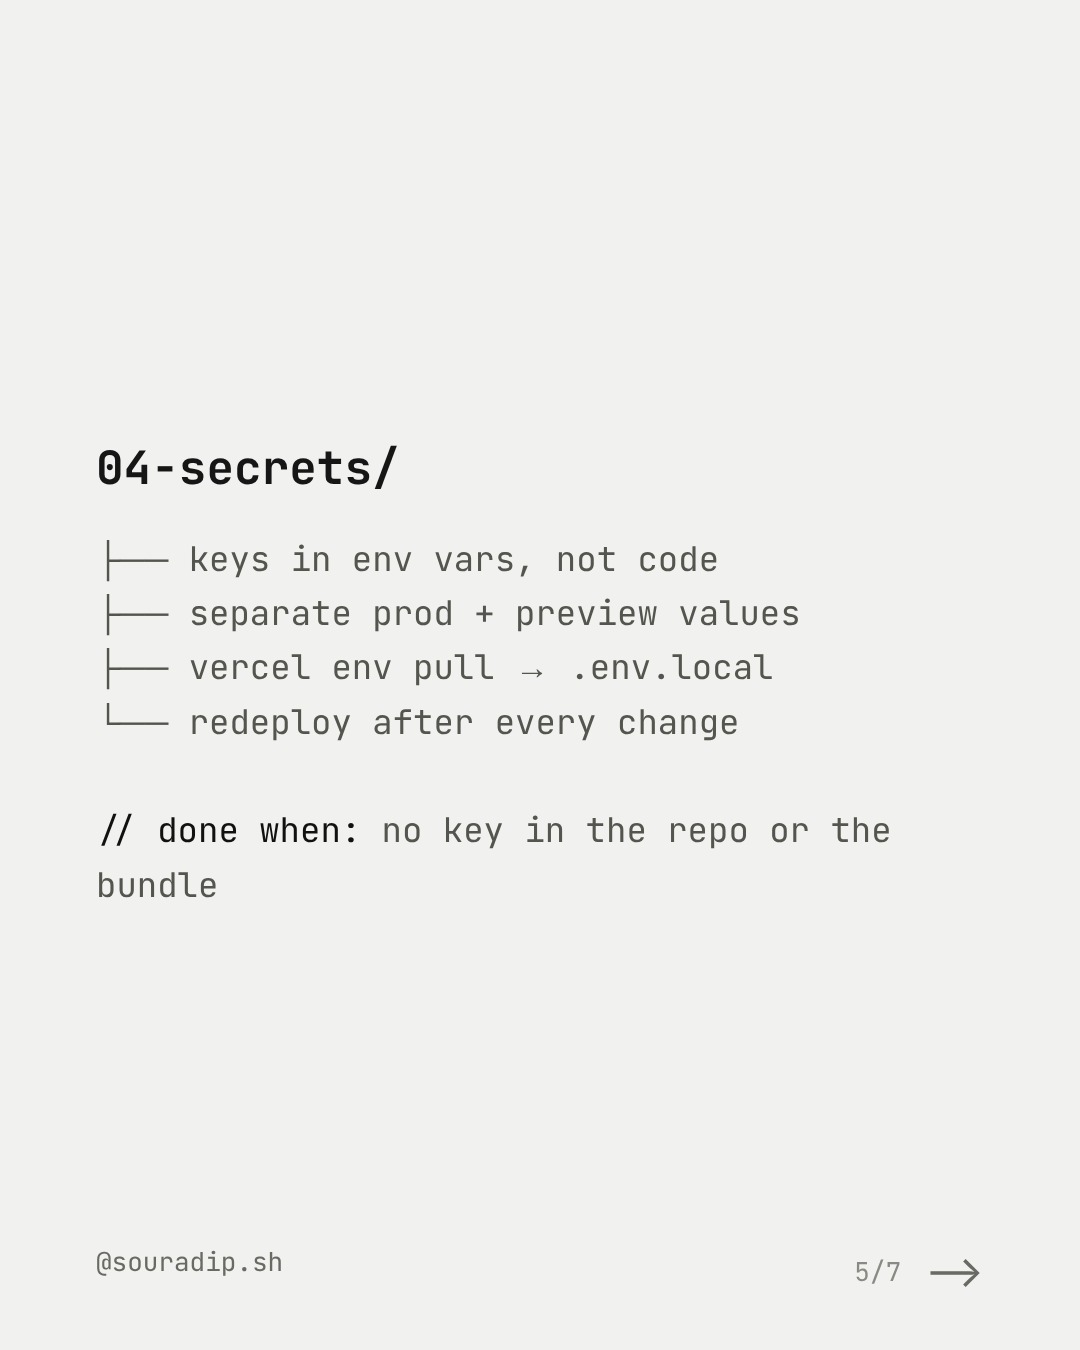 04-secrets/
├── keys in env vars, not code
├── separate prod + preview values
├── vercel env pull → .env.local
└── redeploy after every change
// done when: no key in the repo or the
bundle
@souradip.sh
5/7 →